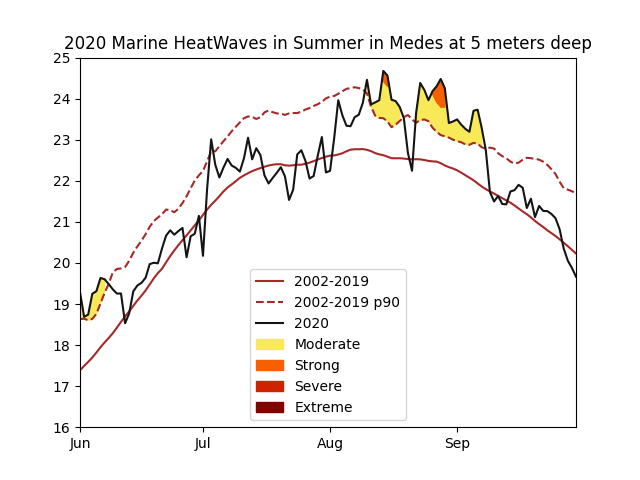 2020 Marine HeatWaves in Summer in Medes at 5 meters deep
25
24
23
22
21
20
19
18
17
16
Jun
Jul
Aug
Sep
2002-2019
2002-2019 p90
2020
Moderate
Strong
Severe
Extreme